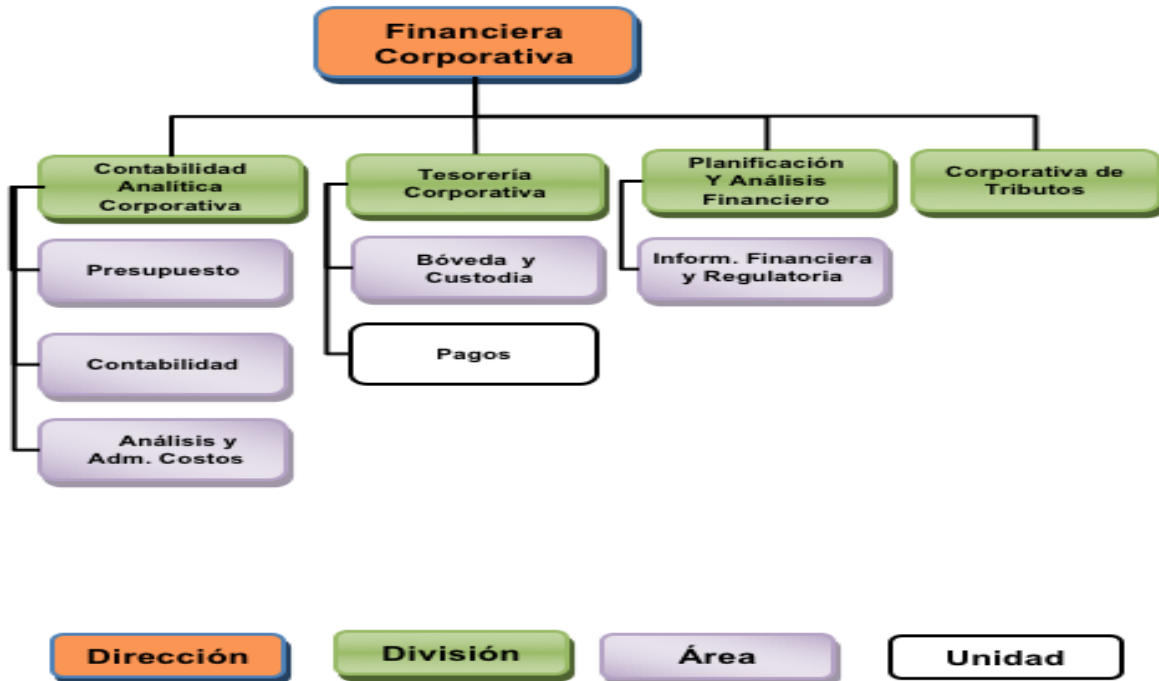 Financiera
Corporativa
Contabilidad
Analítica
Corporativa
Tesorería
Corporativa
Planificación
Y Análisis
Financiero
Corporativa de
Tributos
Presupuesto
Bóveda y
Custodia
Inform. Financiera
y Regulatoria
Contabilidad
Pagos
Análisis y
Adm. Costos
Dirección
División
Área
Unidad